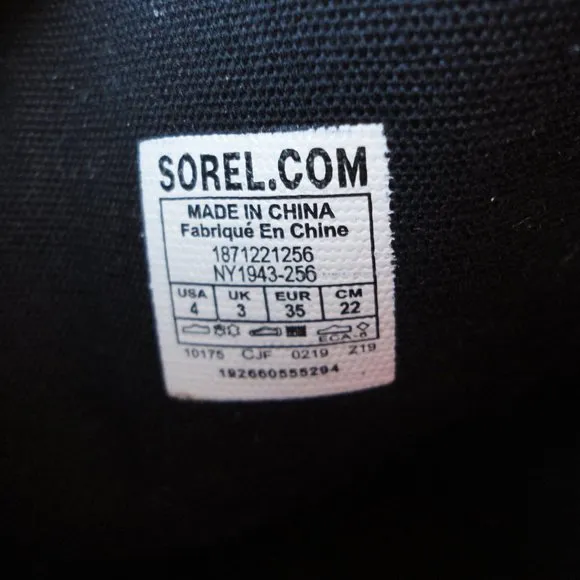 SOREL.COM
MADE IN CHINA
Fabriqué En Chine
1871221256
NY1943-256
USA UK EUR CM
4 3 35 22
10175 CJF 0219 Z19
192660555294